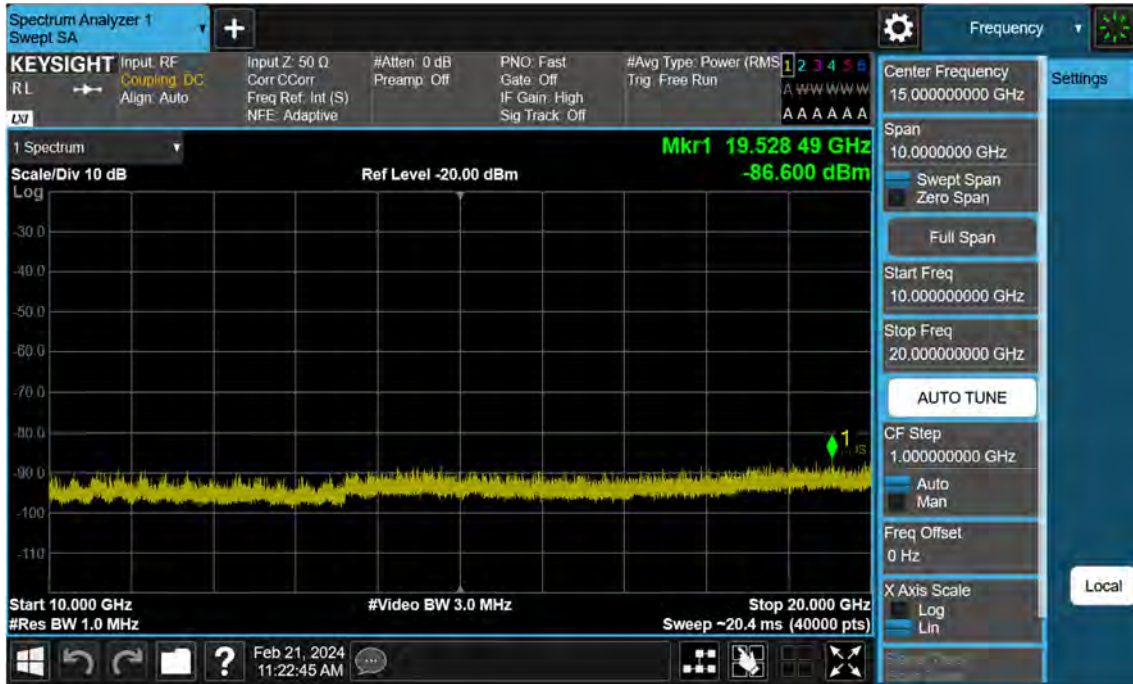 Spectrum Analyzer 1
Swept SA
+
Frequency
KEYSIGHT
RL
LXI
Input: RF
Coupling: DC
Align: Auto
Input Z: 50 Ω
Corr CCorr
Freq Ref: Int (S)
NFE: Adaptive
#Atten: 0 dB
Preamp: Off
PNO: Fast
Gate: Off
IF Gain: High
Sig Track: Off
#Avg Type: Power (RMS
Trig: Free Run
1 2 3 4 5 6
A W W W W W
A A A A A A
1 Spectrum
Scale/Div 10 dB
Ref Level -20.00 dBm
Mkr1 19.528 49 GHz
-86.600 dBm
Log
-30.0
-40.0
-50.0
-60.0
-70.0
-80.0
-90.0
-100
-110
1
Start 10.000 GHz
#Res BW 1.0 MHz
#Video BW 3.0 MHz
Stop 20.000 GHz
Sweep ~20.4 ms (40000 pts)
Center Frequency
15.000000000 GHz
Span
10.0000000 GHz
Swept Span
Zero Span
Full Span
Start Freq
10.000000000 GHz
Stop Freq
20.000000000 GHz
AUTO TUNE
CF Step
1.000000000 GHz
Auto
Man
Freq Offset
0 Hz
X Axis Scale
Log
Lin
Settings
Local
?
Feb 21, 2024
11:22:45 AM